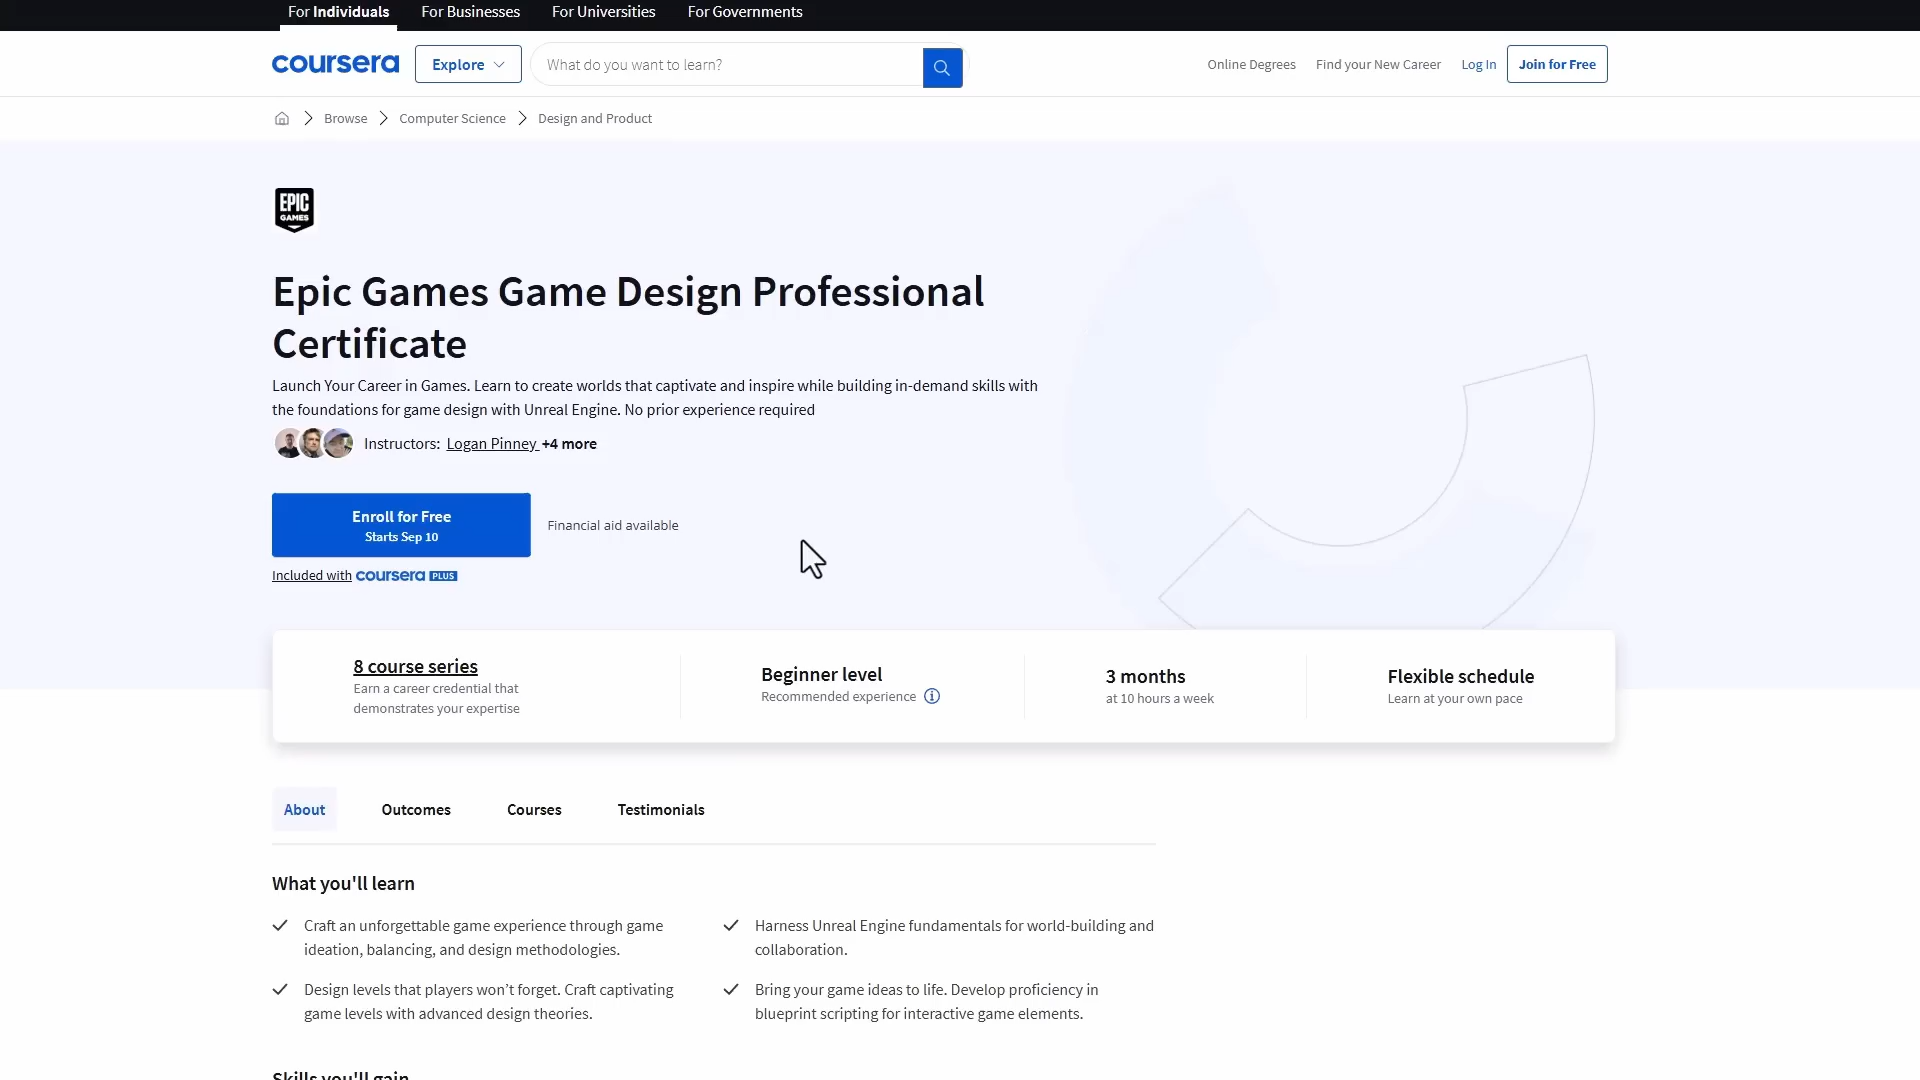 For Individuals
For Businesses
For Universities
For Governments
coursera
Explore
What do you want to learn?
Online Degrees
Find your New Career
Log In
Join for Free
Browse
Computer Science
Design and Product
EPIC
GAMES
Epic Games Game Design Professional
Certificate
Launch Your Career in Games. Learn to create worlds that captivate and inspire while building in-demand skills with
the foundations for game design with Unreal Engine. No prior experience required
Instructors: Logan Pinney +4 more
Enroll for Free
Starts Sep 10
Financial aid available
Included with coursera PLUS
8 course series
Earn a career credential that
demonstrates your expertise
Beginner level
Recommended experience
3 months
at 10 hours a week
Flexible schedule
Learn at your own pace
About
Outcomes
Courses
Testimonials
What you'll learn
Craft an unforgettable game experience through game
ideation, balancing, and design methodologies.
Harness Unreal Engine fundamentals for world-building and
collaboration.
Design levels that players won’t forget. Craft captivating
game levels with advanced design theories.
Bring your game ideas to life. Develop proficiency in
blueprint scripting for interactive game elements.
Skills you'll gain